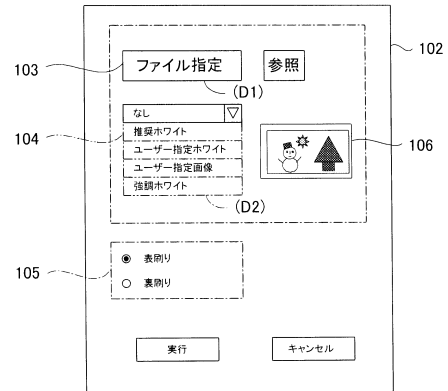 102
103
ファイル指定
参照
(D1)
104
なし
推奨ホワイト
ユーザー指定ホワイト
ユーザー指定画像
強調ホワイト
(D2)
106
105
表刷り
裏刷り
実行
キャンセル